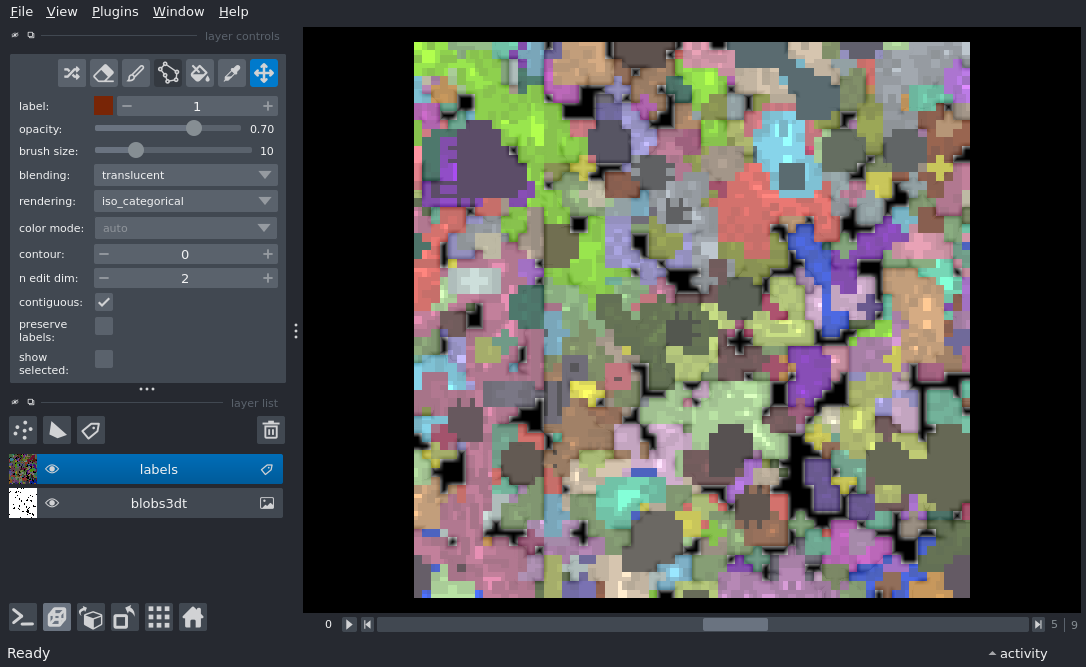 File View Plugins Window Help
layer controls
label: 1
opacity: 0.70
brush size: 10
blending: translucent
rendering: iso_categorical
color mode: auto
contour: 0
n edit dim: 2
contiguous:
preserve
labels:
show
selected:
layer list
labels
blobs3dt
0 5 9
Ready activity